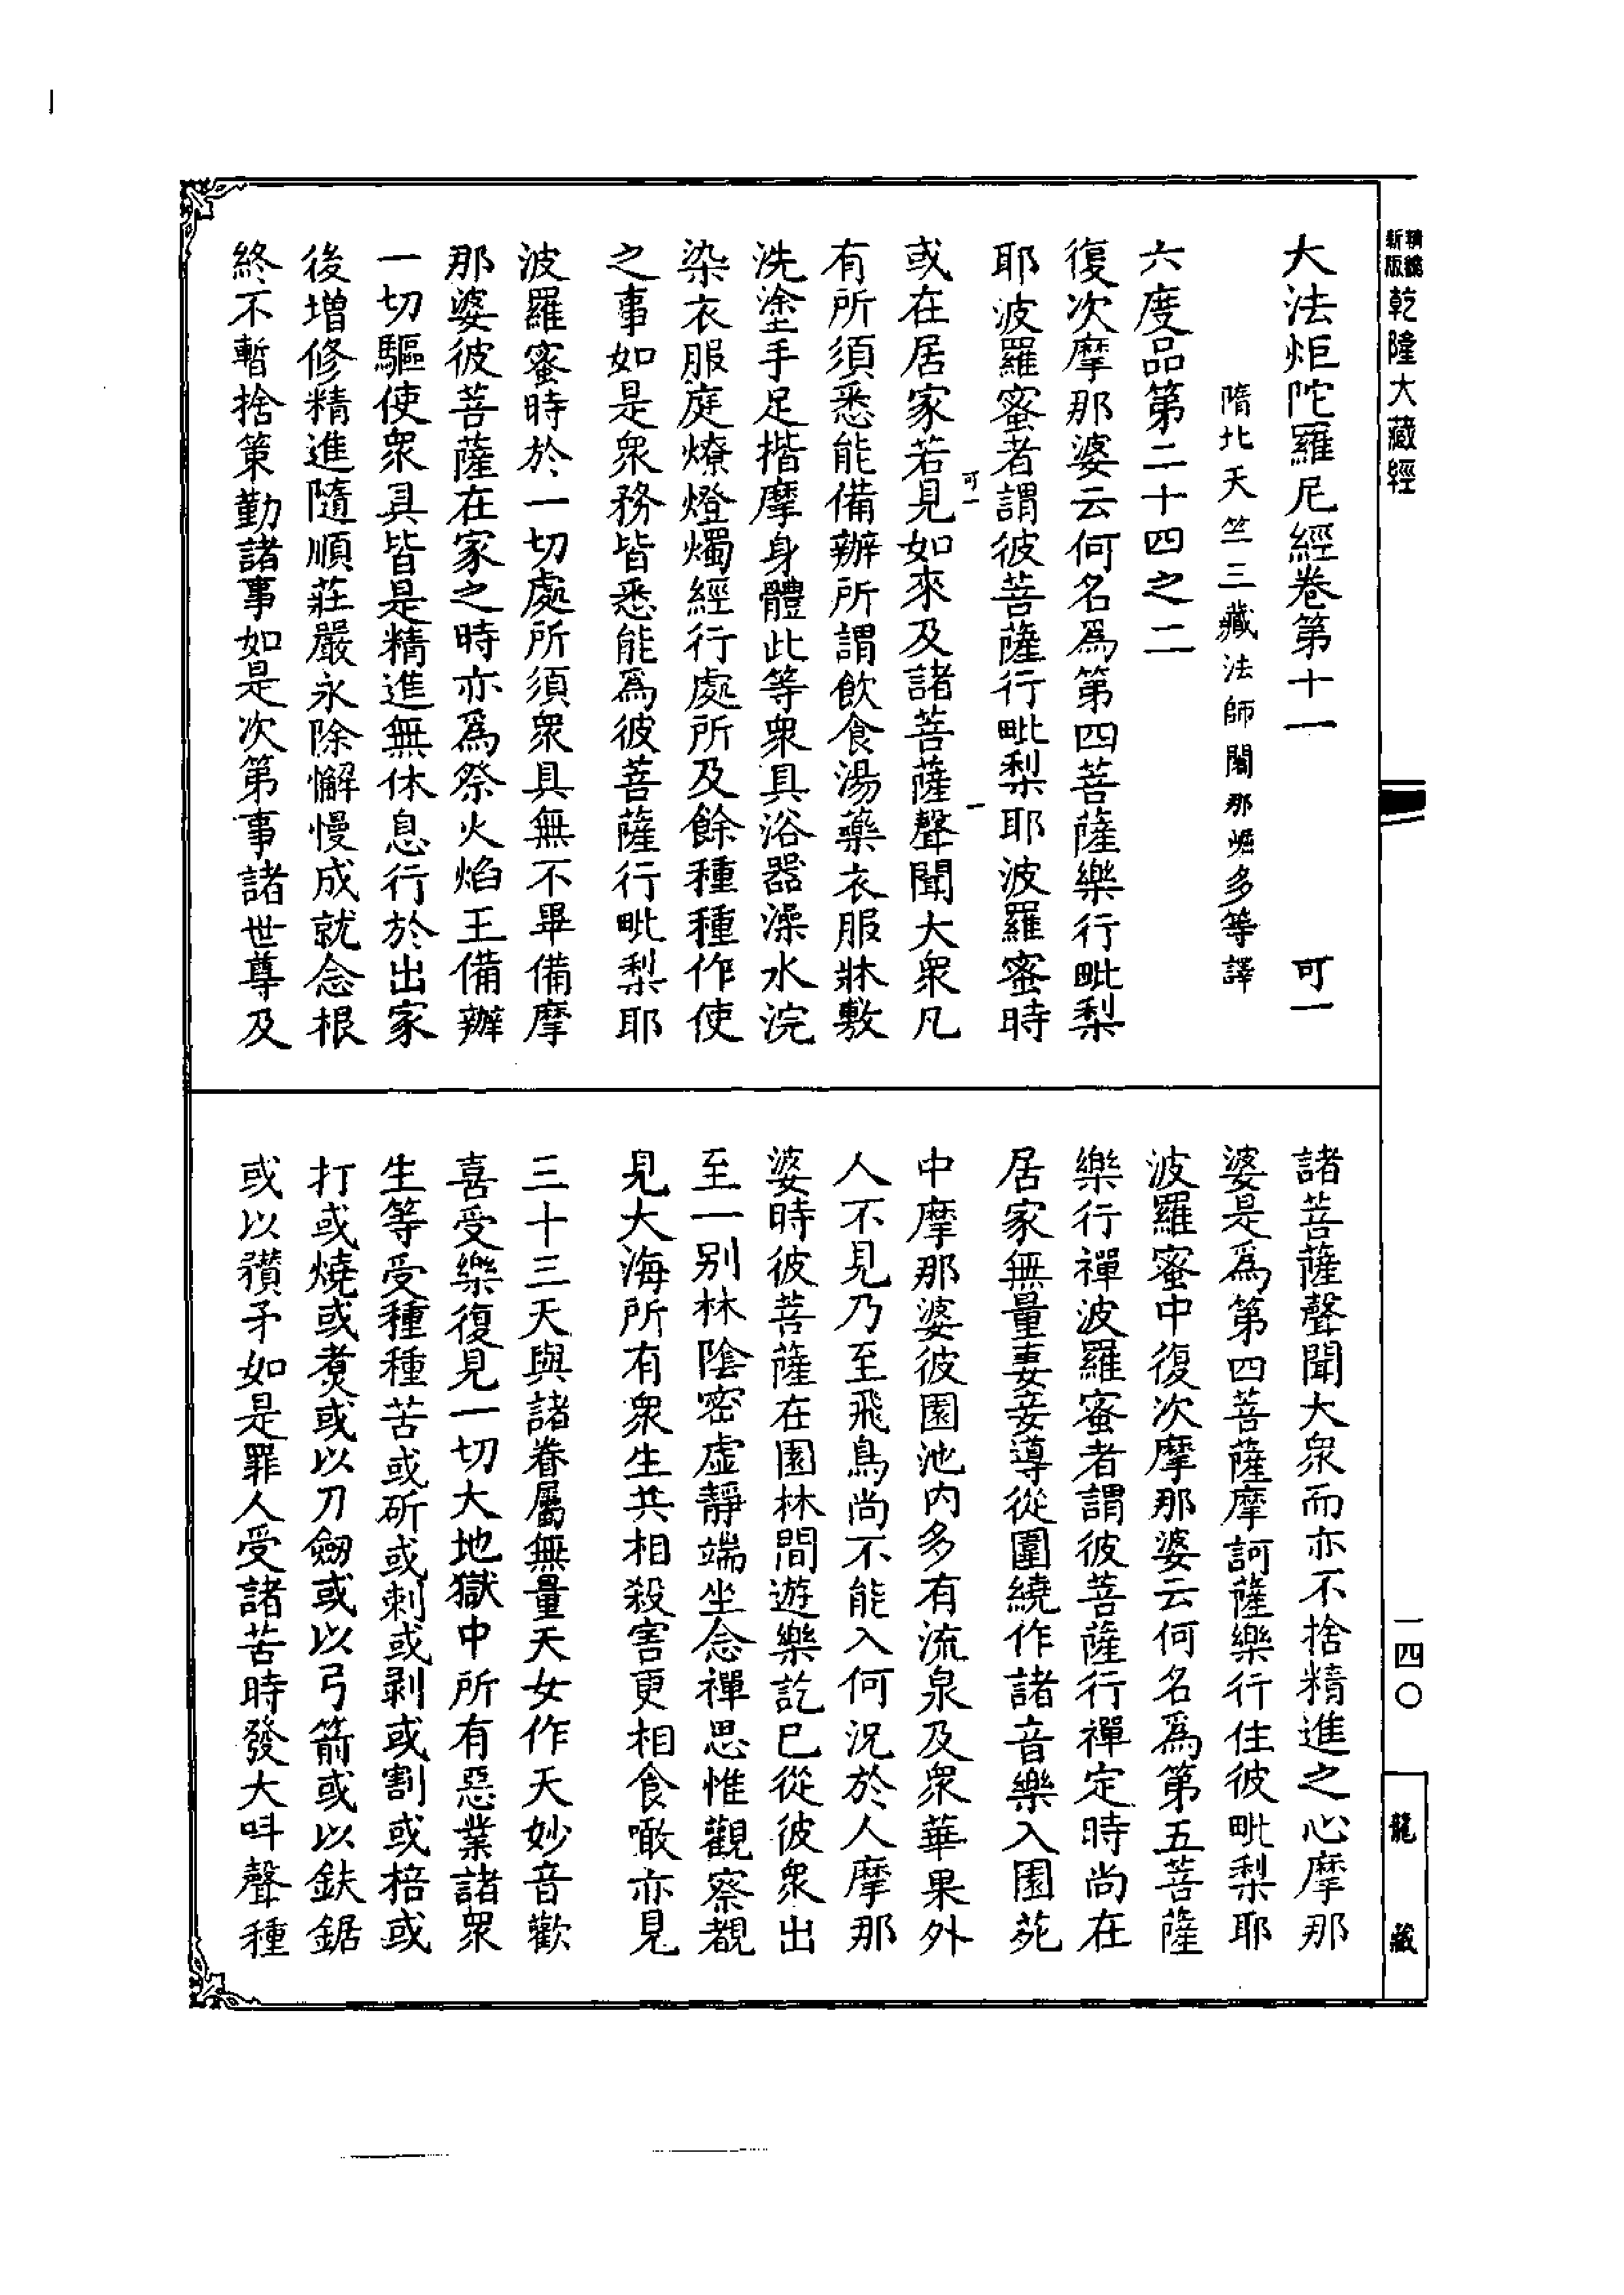 大法炬陀羅尼經卷第十一　可一
隋北天竺三藏法師闍那崛多等譯
六度品第二十四之二
復次摩那婆云何名爲第四菩薩樂行毗梨
耶波羅蜜者謂彼菩薩行毗梨耶波羅蜜時
可一　一
或在居家若見如來及諸菩薩聲聞大衆凡
有所須悉能備辦所謂飲食湯藥衣服牀敷
洗塗手足揩摩身體此等衆具浴器澡水浣
染衣服庭燎燈燭經行處所及餘種種作使
之事如是衆務皆悉能爲彼菩薩行毗梨耶
波羅蜜時於一切處所須衆具無不畢備摩
那婆彼菩薩在家之時亦爲祭火焰王備辦
一切驅使衆具皆是精進無休息行於出家
後增修精進隨順莊嚴永除懈慢成就念根
終不暫捨策勤諸事如是次第事諸世尊及
諸菩薩聲聞大衆而亦不捨精進之心摩那
婆是爲第四菩薩摩訶薩樂行住彼毗梨耶
波羅蜜中復次摩那婆云何名爲第五菩薩
樂行禪波羅蜜者謂彼菩薩行禪定時尚在
居家無量妻妾導從圍繞作諸音樂入園苑
中摩那婆彼園池内多有流泉及衆華果外
人不見乃至飛鳥尚不能入何況於人摩那
婆時彼菩薩在園林間遊樂訖已從彼衆出
至一别林陰密虚靜端坐念禪思惟觀察覩
見大海所有衆生共相殺害更相食噉亦見
三十三天與諸眷屬無量天女作天妙音歡
喜受樂復見一切大地獄中所有惡業諸衆
生等受種種苦或斫或刺或剥或割或棓或
打或燒或煑或以刀劒或以弓箭或以鈇鋸
或以䂎矛如是罪人受諸苦時發大呌聲種
新版精縮乾隆大藏經
一四〇
龍藏